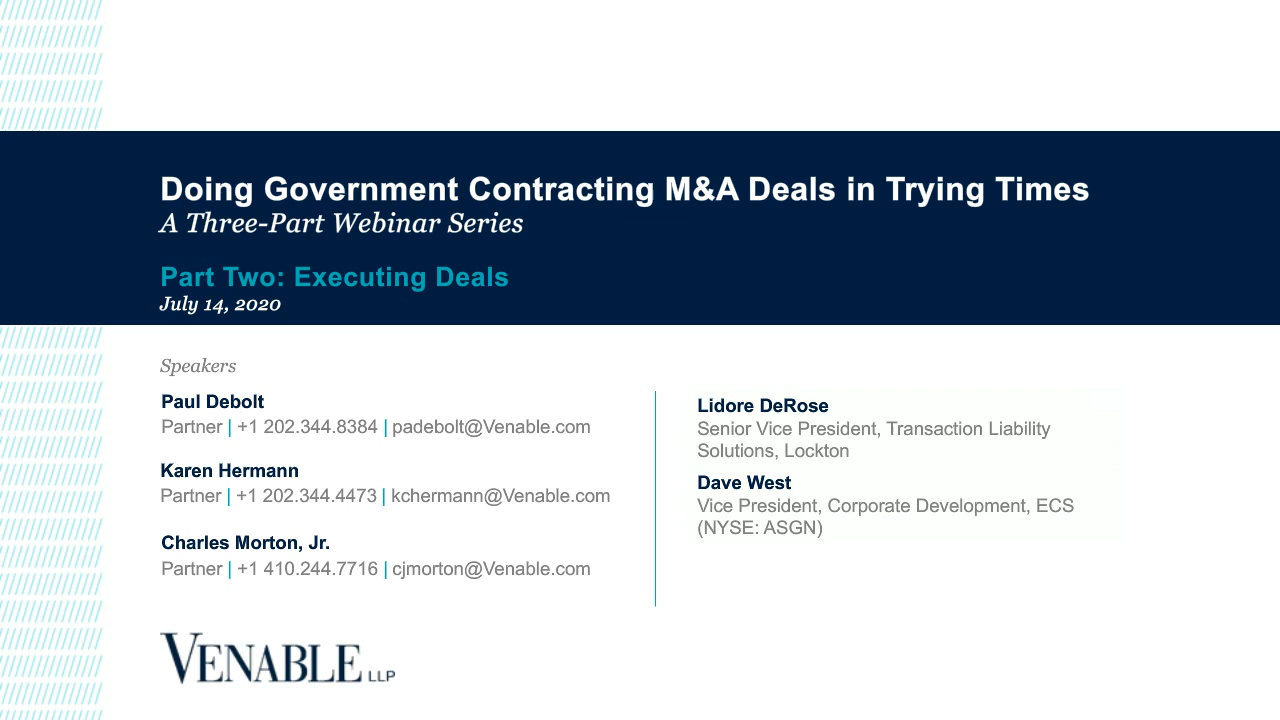 Doing Government Contracting M&A Deals in Trying Times
A Three-Part Webinar Series
Part Two: Executing Deals
July 14, 2020
Speakers
Paul Debolt
Partner | +1 202.344.8384 | padebolt@Venable.com
Karen Hermann
Partner | +1 202.344.4473 | kchermann@Venable.com
Charles Morton, Jr.
Partner | +1 410.244.7716 | cjmorton@Venable.com
Lidore DeRose
Senior Vice President, Transaction Liability
Solutions, Lockton
Dave West
Vice President, Corporate Development, ECS
(NYSE: ASGN)
VENABLE LLP